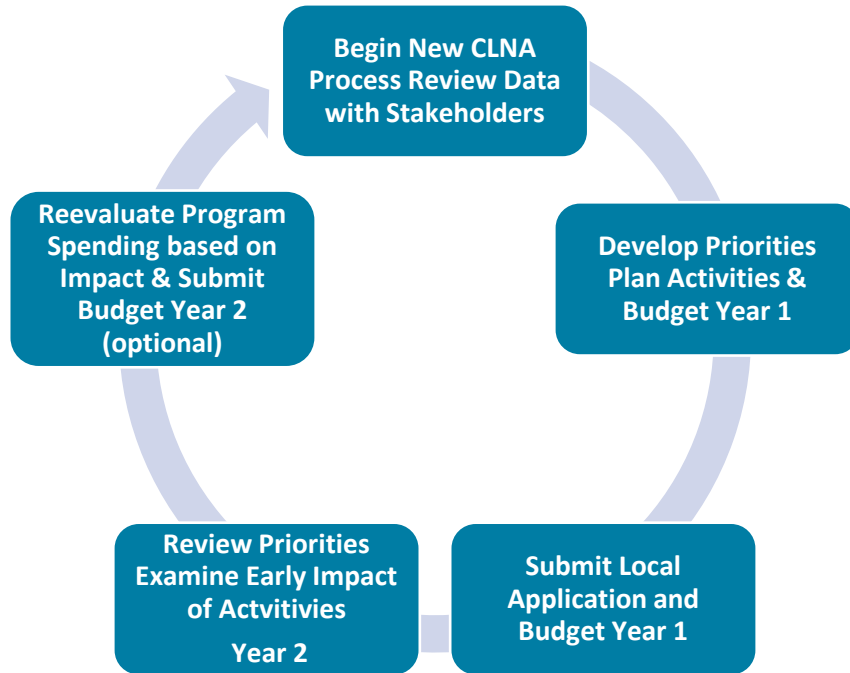 Begin New CLNA
Process Review Data
with Stakeholders
Develop Priorities
Plan Activities &
Budget Year 1
Submit Local
Application and
Budget Year 1
Review Priorities
Examine Early Impact
of Actvitivies
Year 2
Reevaluate Program
Spending based on
Impact & Submit
Budget Year 2
(optional)